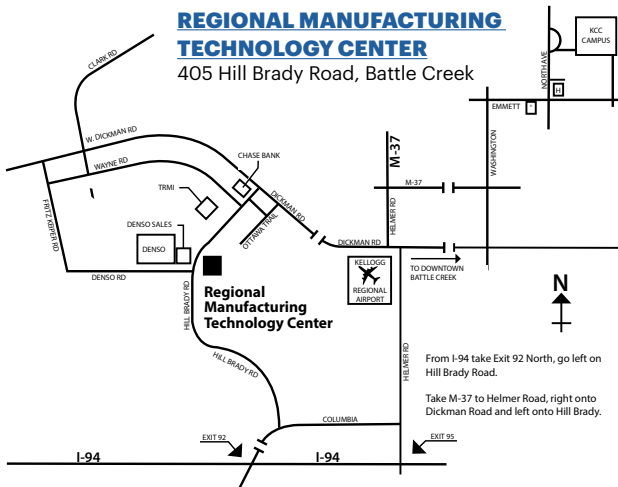 REGIONAL MANUFACTURING
TECHNOLOGY CENTER
405 Hill Brady Road, Battle Creek
KCC
CAMPUS
NORTH AVE
H
EMMETT
CLARK RD
W. DICKMAN RD
WAYNE RD
CHASE BANK
M-37
WASHINGTON
M-37
TRMI
DICKMAN RD
FRITZ KEIPER RD
OTTAWA TRAIL
HELMER RD
DENSO SALES
DENSO
DICKMAN RD
TO DOWNTOWN
BATTLE CREEK
KELLOGG
REGIONAL
AIRPORT
DENSO RD
N
HILL BRADY RD
Regional
Manufacturing
Technology Center
HILL BRADY RD
HELMER RD
From I-94 take Exit 92 North, go left on
Hill Brady Road.
Take M-37 to Helmer Road, right onto
Dickman Road and left onto Hill Brady.
COLUMBIA
EXIT 92
EXIT 95
I-94
I-94